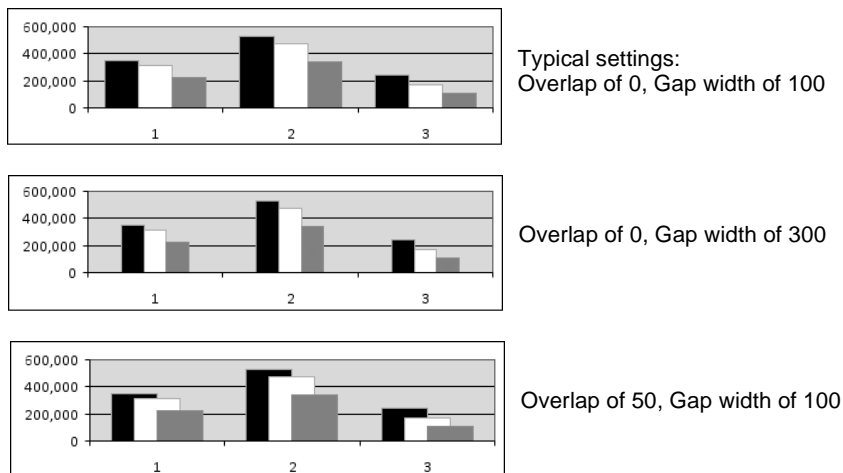 600,000
400,000
200,000
0
1 2 3
Typical settings:
Overlap of 0, Gap width of 100
600,000
400,000
200,000
0
1 2 3
Overlap of 0, Gap width of 300
600,000
400,000
200,000
0
1 2 3
Overlap of 50, Gap width of 100